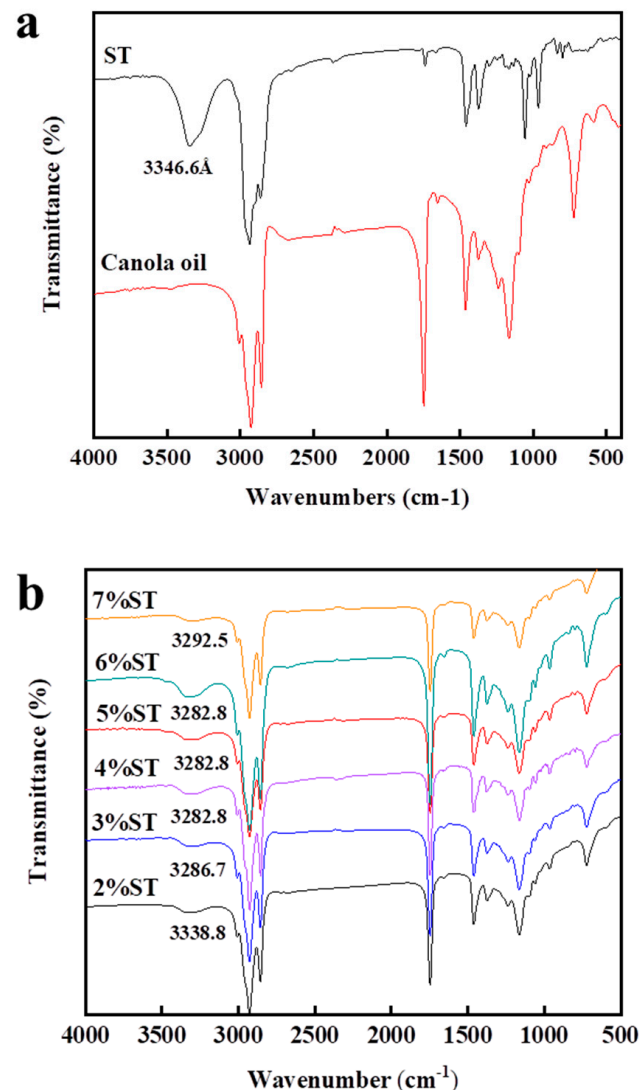 a
ST
3346.6Å
Canola oil
Transmittance (%)
4000 3500 3000 2500 2000 1500 1000 500
Wavenumbers (cm-1)
b
7%ST
3292.5
6%ST
3282.8
5%ST
3282.8
4%ST
3282.8
3%ST
3286.7
2%ST
3338.8
Transmittance (%)
4000 3500 3000 2500 2000 1500 1000 500
Wavenumber (cm⁻¹)